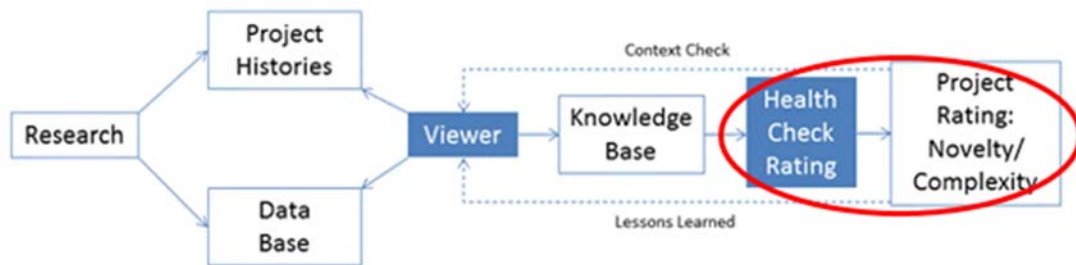 Project
Histories
Context Check
Project
Rating:
Novelty/
Complexity
Health
Check
Rating
Research
Viewer
Knowledge
Base
Data
Base
Lessons Learned